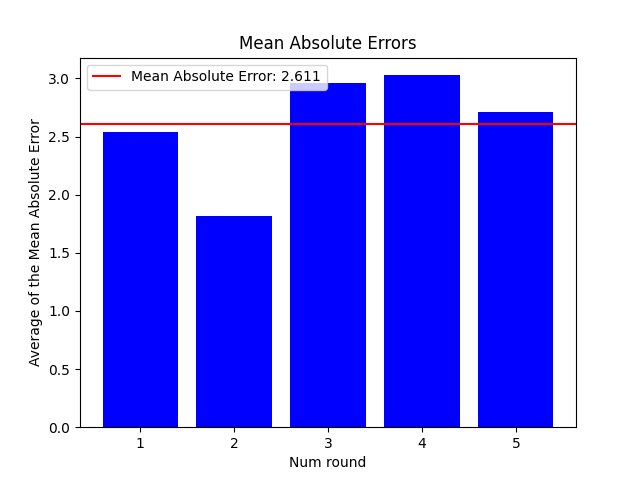 Mean Absolute Errors
Mean Absolute Error: 2.611
Average of the Mean Absolute Error
3.0
2.5
2.0
1.5
1.0
0.5
0.0
1 2 3 4 5
Num round